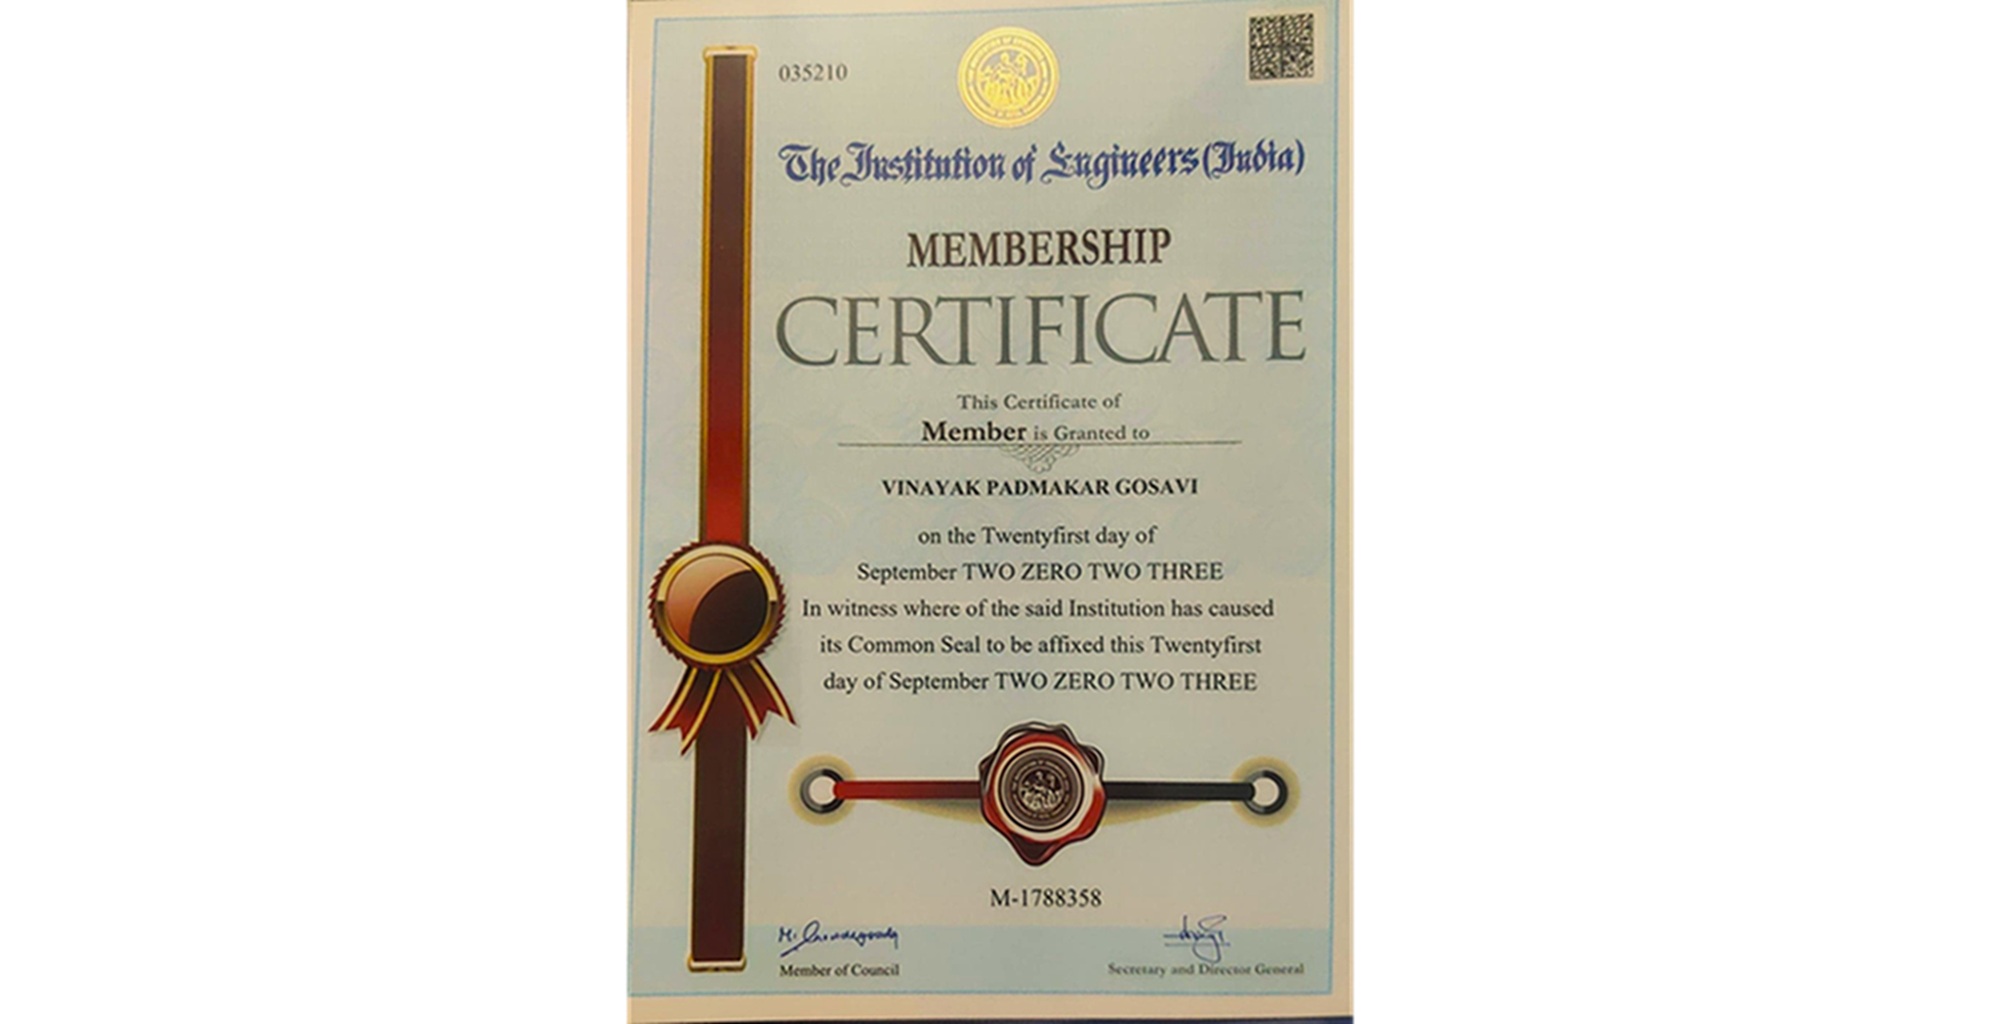 035210
The Institution of Engineers (India)
MEMBERSHIP
CERTIFICATE
This Certificate of
Member is Granted to
VINAYAK PADMAKAR GOSAVI
on the Twentyfirst day of
September TWO ZERO TWO THREE
In witness where of the said Institution has caused
its Common Seal to be affixed this Twentyfirst
day of September TWO ZERO TWO THREE
M-1788358
Member of Council
Secretary and Director General